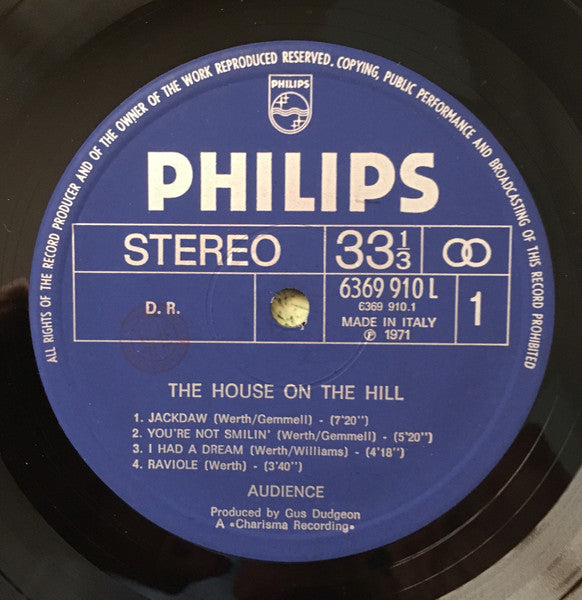 ALL RIGHTS OF THE RECORD PRODUCER AND OF THE OWNER OF THE WORK REPRODUCED RESERVED. COPYING, PUBLIC PERFORMANCE AND BROADCASTING OF THIS RECORD PROHIBITED
PHILIPS
PHILIPS
STEREO 33 1/3
D. R. 6369 910 L 1
6369 910.1
MADE IN ITALY
℗ 1971
THE HOUSE ON THE HILL
1. JACKDAW (Werth/Gemmell) - (7'20'')
2. YOU'RE NOT SMILIN' (Werth/Gemmell) - (5'20'')
3. I HAD A DREAM (Werth/Williams) - (4'18'')
4. RAVIOLE (Werth) - (3'40'')
AUDIENCE
Produced by Gus Dudgeon
A «Charisma Recording»